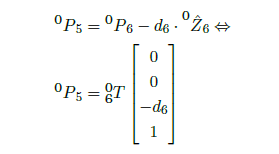 ⁰P₅ = ⁰P₆ − d₆ · ⁰Ẑ₆ ⇔
⁰P₅ = ⁰₆T [0 0 −d₆ 1]